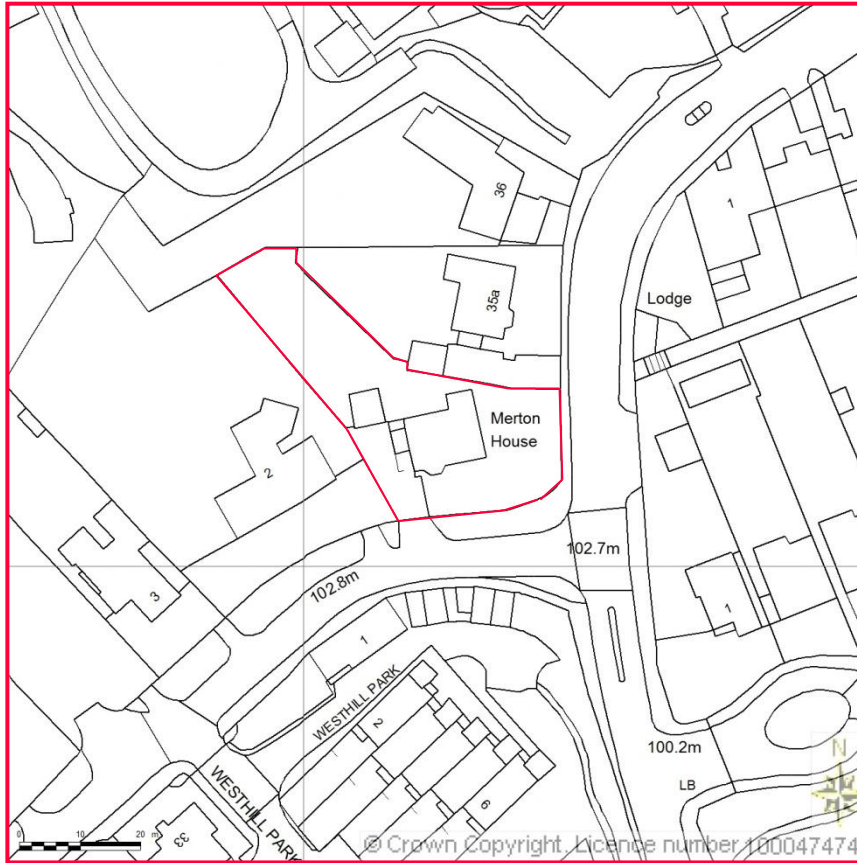 36
1
35a
Lodge
Merton
House
2
102.7m
3
102.8m
1
1
WESTHILL PARK
2
100.2m
6
LB
N
WESTHILL PARK
33
0 10 20 m
© Crown Copyright. Licence number 100047474